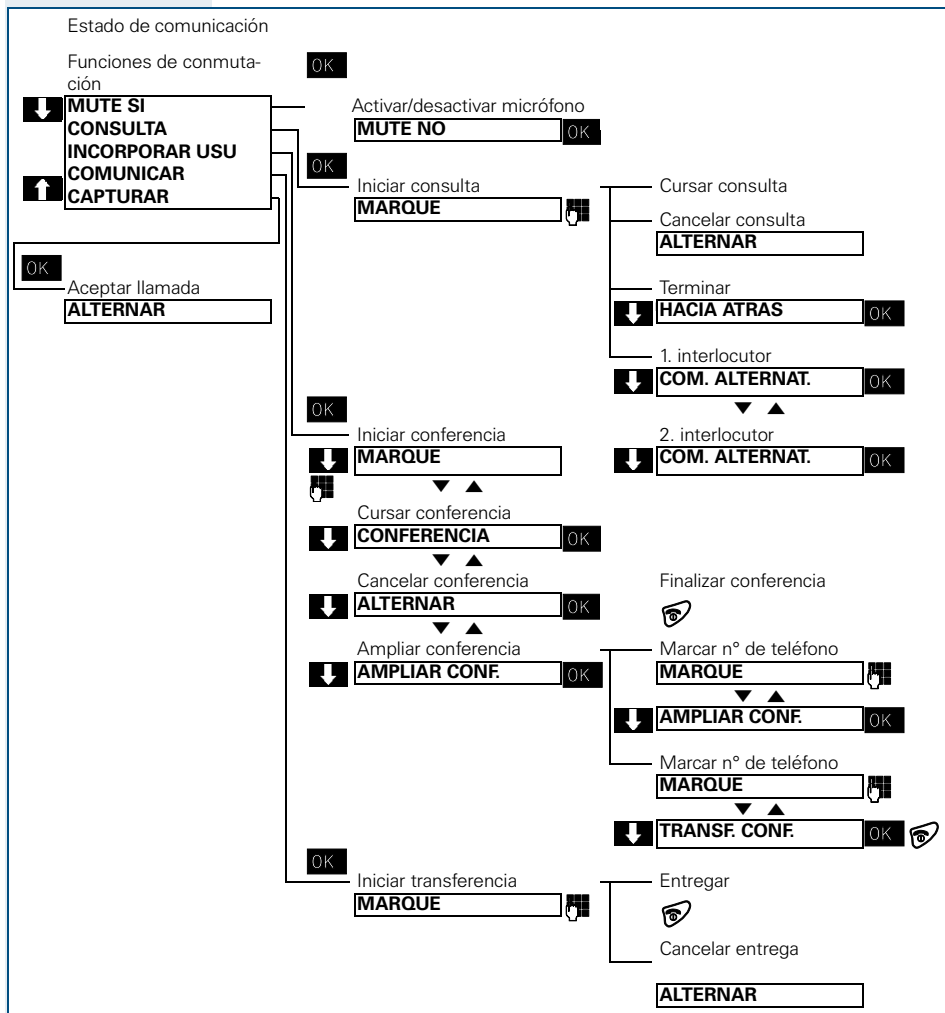 Estado de comunicación
Funciones de conmuta-
ción
OK
MUTE SI
CONSULTA
INCORPORAR USU
COMUNICAR
CAPTURAR
Activar/desactivar micrófono
MUTE NO OK
OK
Iniciar consulta
MARQUE
Cursar consulta
Cancelar consulta
ALTERNAR
OK
Aceptar llamada
ALTERNAR
Terminar
HACIA ATRAS OK
1. interlocutor
COM. ALTERNAT. OK
2. interlocutor
COM. ALTERNAT. OK
OK
Iniciar conferencia
MARQUE
Cursar conferencia
CONFERENCIA OK
Cancelar conferencia
ALTERNAR OK
Finalizar conferencia
Ampliar conferencia
AMPLIAR CONF. OK
Marcar n° de teléfono
MARQUE
AMPLIAR CONF. OK
Marcar n° de teléfono
MARQUE
TRANSF. CONF. OK
OK
Iniciar transferencia
MARQUE
Entregar
Cancelar entrega
ALTERNAR